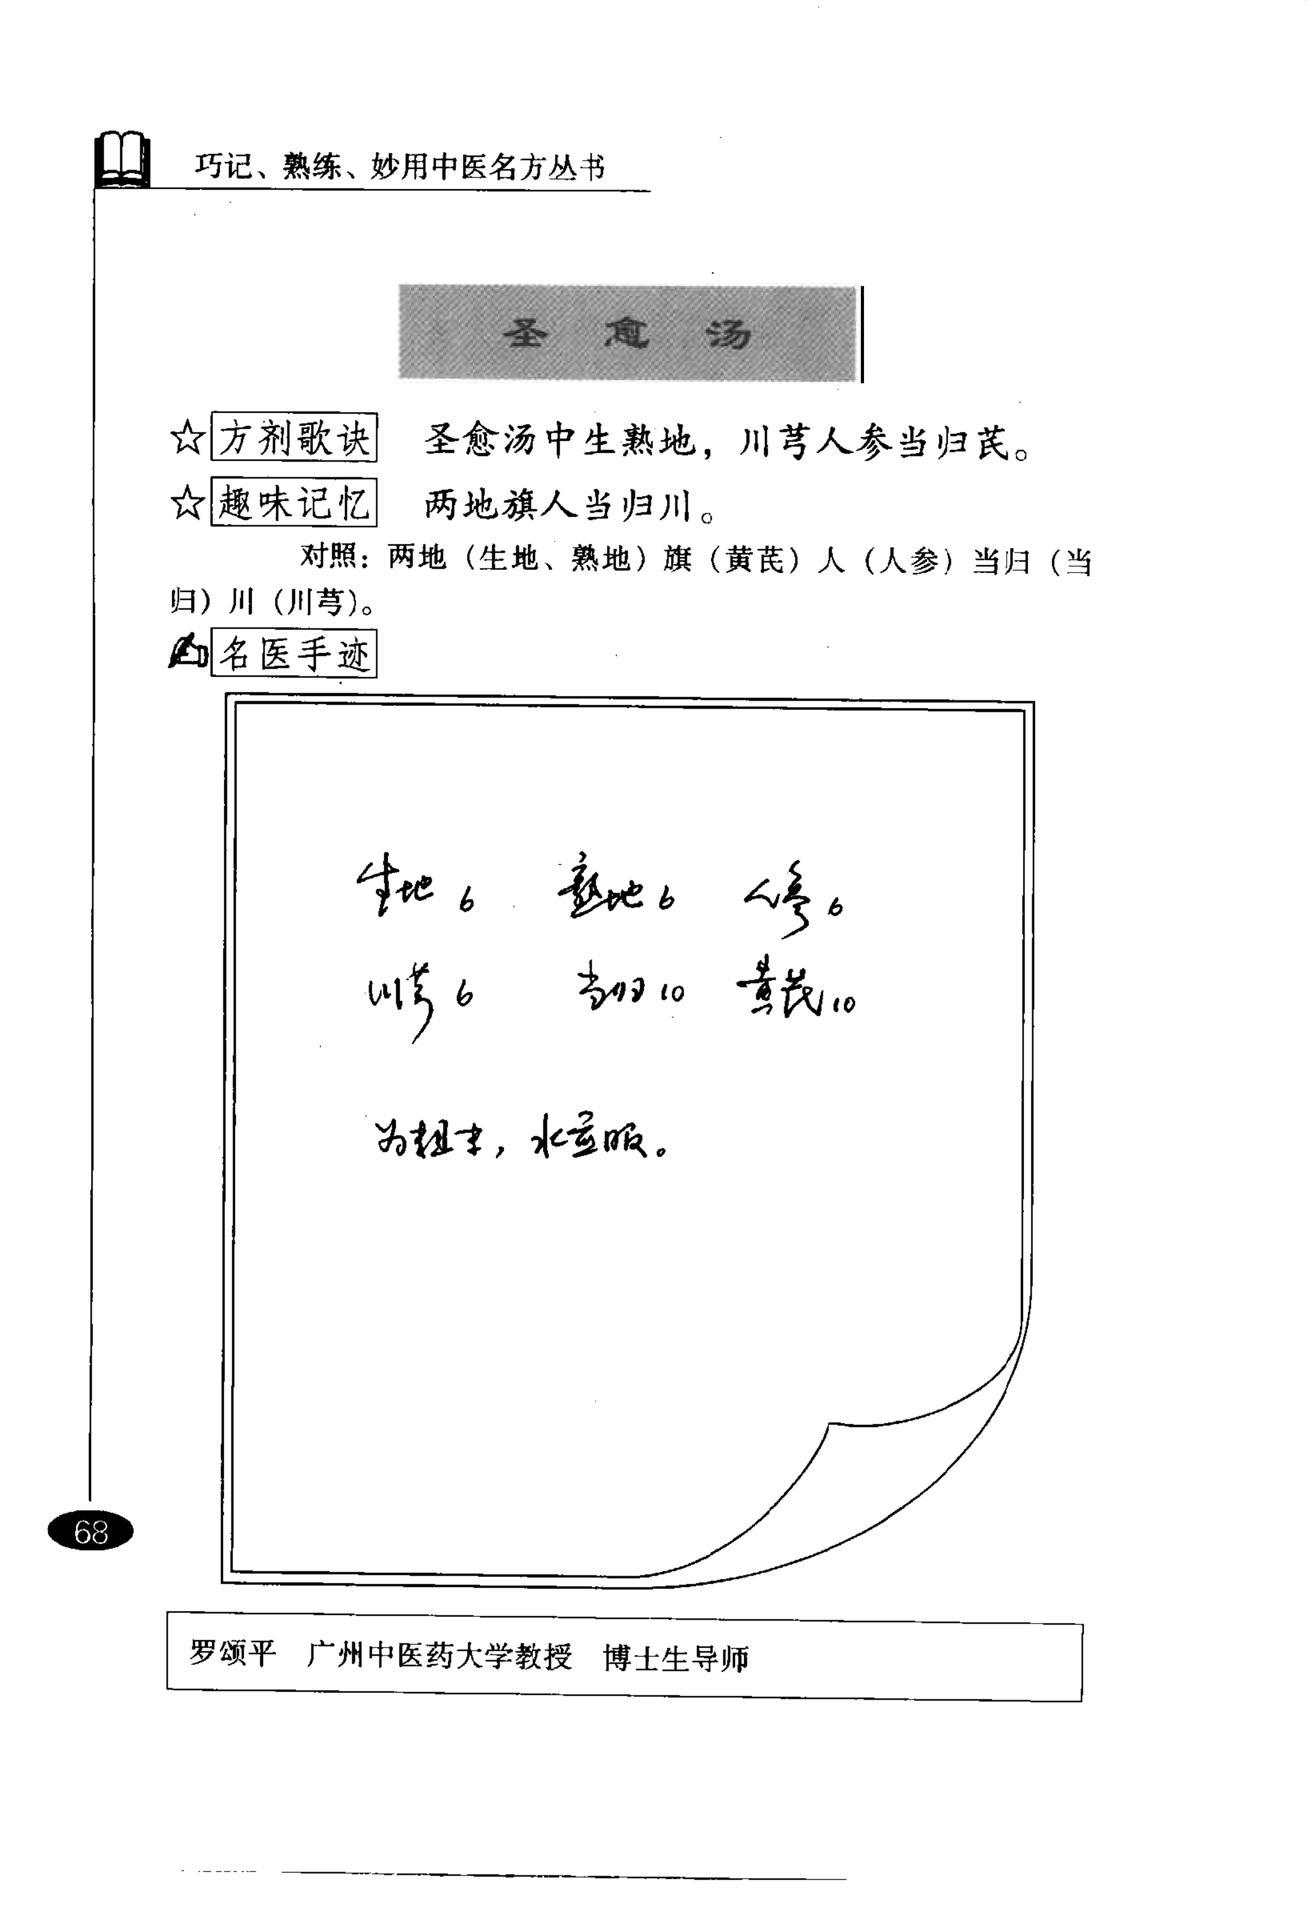 巧记、熟练、妙用中医名方丛书
圣愈汤
☆方剂歌诀 圣愈汤中生熟地，川芎人参当归芪。
☆趣味记忆 两地旗人当归川。
对照：两地（生地、熟地）旗（黄芪）人（人参）当归（当
归）川（川芎）。
名医手迹
生地6 熟地6 人参6
川芎6 当归10 黄芪10
为粗末，水煎服。
68
罗颂平 广州中医药大学教授 博士生导师